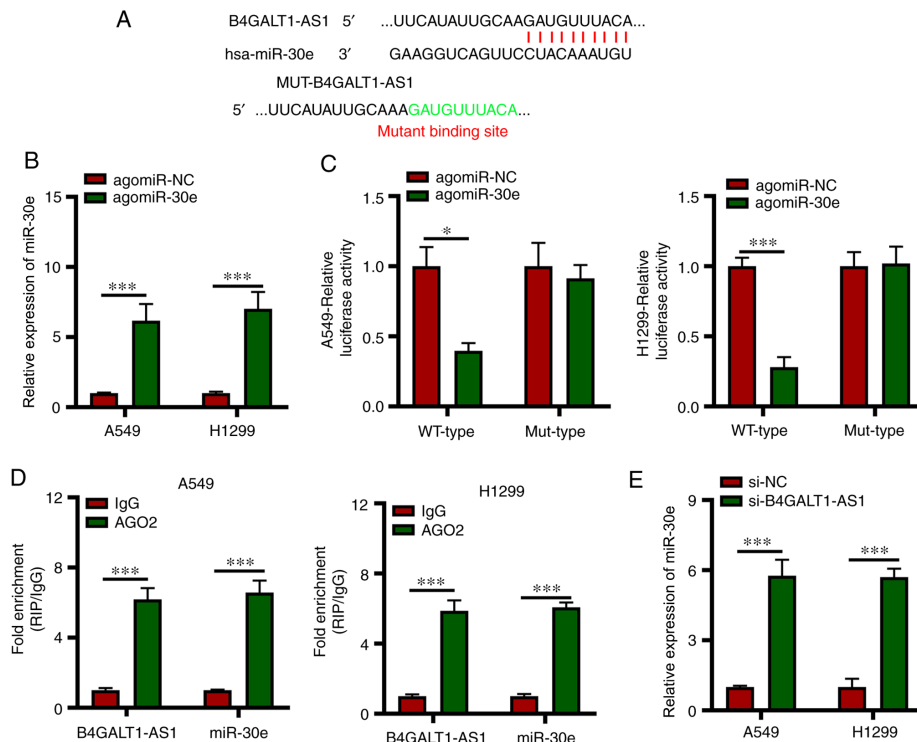 A
B4GALT1-AS1 5′ ...UUCAUAUUGCAAGAUGUUUACA...
hsa-miR-30e 3′ GAAGGUCAGUUCCUACAAAUGU
MUT-B4GALT1-AS1
5′ ...UUCAUAUUGCAAAGAUGUUUACA...
Mutant binding site
B
agomiR-NC
agomiR-30e
Relative expression of miR-30e
15
10
5
0
***
***
A549
H1299
C
agomiR-NC
agomiR-30e
A549-Relative
luciferase activity
1.5
1.0
0.5
0.0
*
WT-type
Mut-type
agomiR-NC
agomiR-30e
H1299-Relative
luciferase activity
1.5
1.0
0.5
0.0
***
WT-type
Mut-type
D
A549
IgG
AGO2
Fold enrichment
(RIP/IgG)
12
8
4
0
***
***
B4GALT1-AS1
miR-30e
H1299
IgG
AGO2
Fold enrichment
(RIP/IgG)
12
9
6
3
0
***
***
B4GALT1-AS1
miR-30e
E
si-NC
si-B4GALT1-AS1
Relative expression of miR-30e
9
6
3
0
***
***
A549
H1299